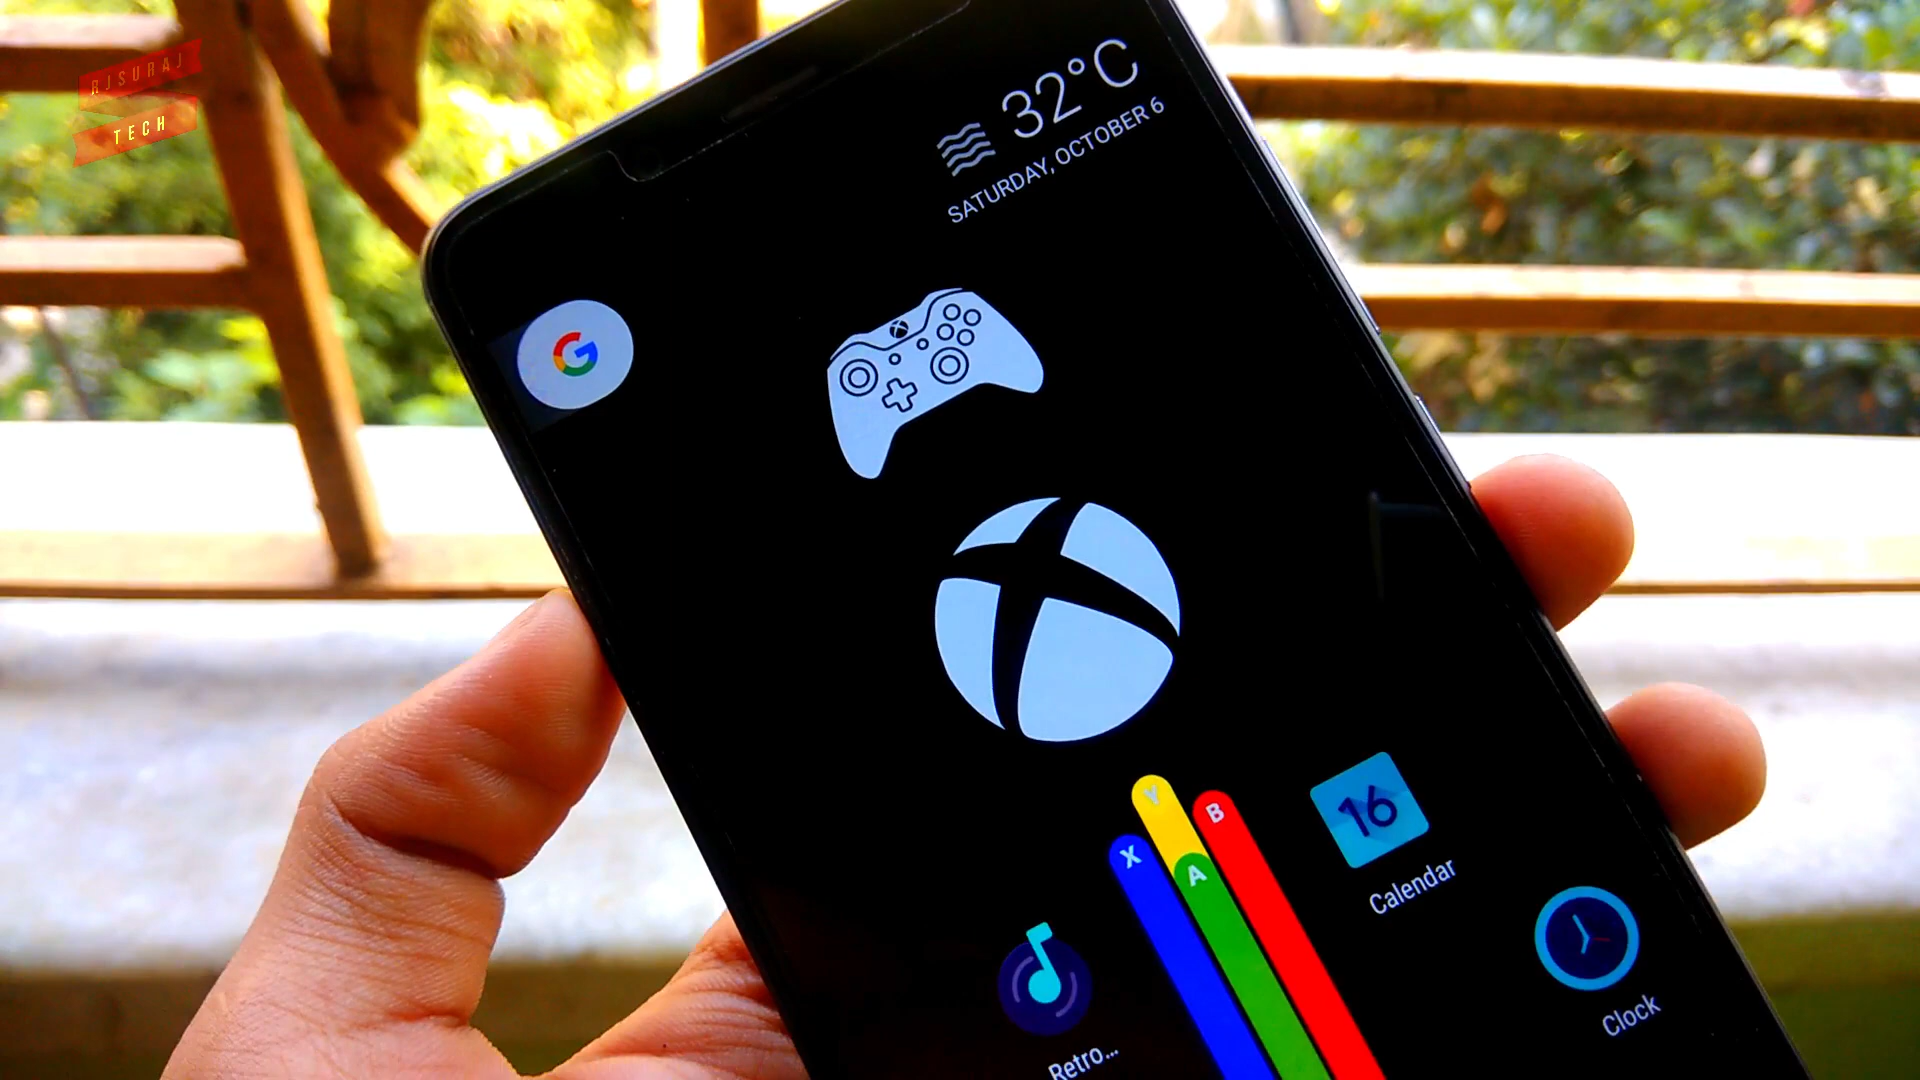 RJSURAJ
TECH
32°C
SATURDAY, OCTOBER 6
G
Y
B
X
A
16
Calendar
Clock
Retro...